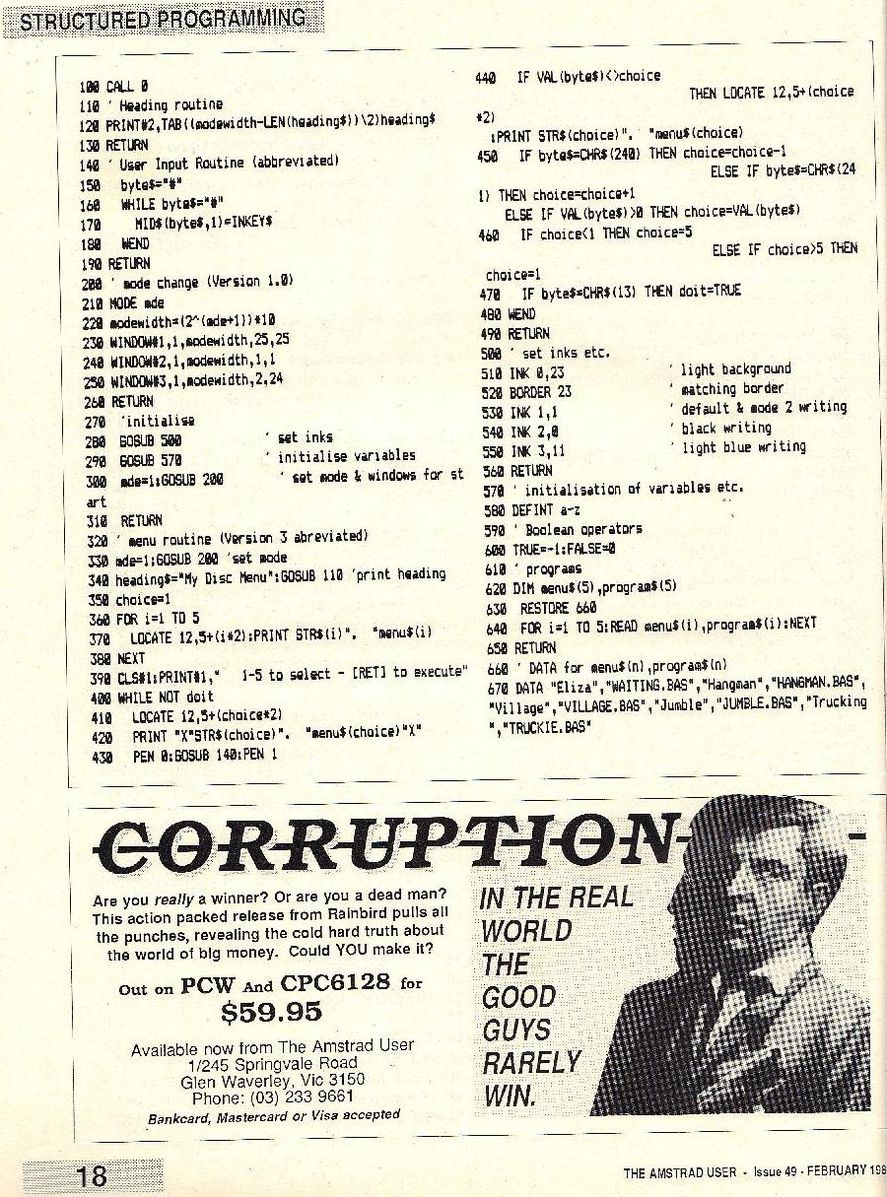 STRUCTURED PROGRAMMING
100 CALL 0
110 ' Heading routine
120 PRINT#2,TAB((modewidth-LEN(heading$))\2)heading$
130 RETURN
140 ' User Input Routine (abbreviated)
150 byte$="#"
160 WHILE byte$="#"
170 MID$(byte$,1)=INKEY$
180 WEND
190 RETURN
200 ' mode change (Version 1.0)
210 MODE mde
220 modewidth=(2^(mde+1))*10
230 WINDOW#1,1,modewidth,25,25
240 WINDOW#2,1,modewidth,1,1
250 WINDOW#3,1,modewidth,2,24
260 RETURN
270 'initialise
280 GOSUB 500 ' set inks
290 GOSUB 570 ' initialise variables
300 mde=1:GOSUB 200 ' set mode & windows for st
art
310 RETURN
320 ' menu routine (Version 3 abreviated)
330 mde=1:GOSUB 200 'set mode
340 heading$="My Disc Menu":GOSUB 110 'print heading
350 choice=1
360 FOR i=1 TO 5
370 LOCATE 12,5+(i*2):PRINT STR$(i)". "menu$(i)
380 NEXT
390 CLS#1:PRINT#1," 1-5 to select - [RET] to execute"
400 WHILE NOT doit
410 LOCATE 12,5+(choice*2)
420 PRINT "X"STR$(choice)". "menu$(choice)"X"
430 PEN 0:GOSUB 140:PEN 1
440 IF VAL(byte$)<>choice
THEN LOCATE 12,5+(choice
*2)
:PRINT STR$(choice)". "menu$(choice)
450 IF byte$=CHR$(240) THEN choice=choice-1
ELSE IF byte$=CHR$(24
1) THEN choice=choice+1
ELSE IF VAL(byte$)>0 THEN choice=VAL(byte$)
460 IF choice<1 THEN choice=5
ELSE IF choice>5 THEN
choice=1
470 IF byte$=CHR$(13) THEN doit=TRUE
480 WEND
490 RETURN
500 ' set inks etc.
510 INK 0,23 ' light background
520 BORDER 23 ' matching border
530 INK 1,1 ' default & mode 2 writing
540 INK 2,0 ' black writing
550 INK 3,11 ' light blue writing
560 RETURN
570 ' initialisation of variables etc.
580 DEFINT a-z
590 ' Boolean operators
600 TRUE=-1:FALSE=0
610 ' programs
620 DIM menu$(5),program$(5)
630 RESTORE 660
640 FOR i=1 TO 5:READ menu$(i),program$(i):NEXT
650 RETURN
660 ' DATA for menu$(n),program$(n)
670 DATA "Eliza","WAITING.BAS","Hangman","HANGMAN.BAS",
"Village","VILLAGE.BAS","Jumble","JUMBLE.BAS","Trucking
","TRUCKIE.BAS"
CORRUPTION
Are you really a winner? Or are you a dead man?
This action packed release from Rainbird pulls all
the punches, revealing the cold hard truth about
the world of big money. Could YOU make it?
Out on PCW And CPC6128 for
$59.95
Available now from The Amstrad User
1/245 Springvale Road
Glen Waverley, Vic 3150
Phone: (03) 233 9661
Bankcard, Mastercard or Visa accepted
IN THE REAL
WORLD
THE
GOOD
GUYS
RARELY
WIN.
18
THE AMSTRAD USER - Issue 49 - FEBRUARY 198